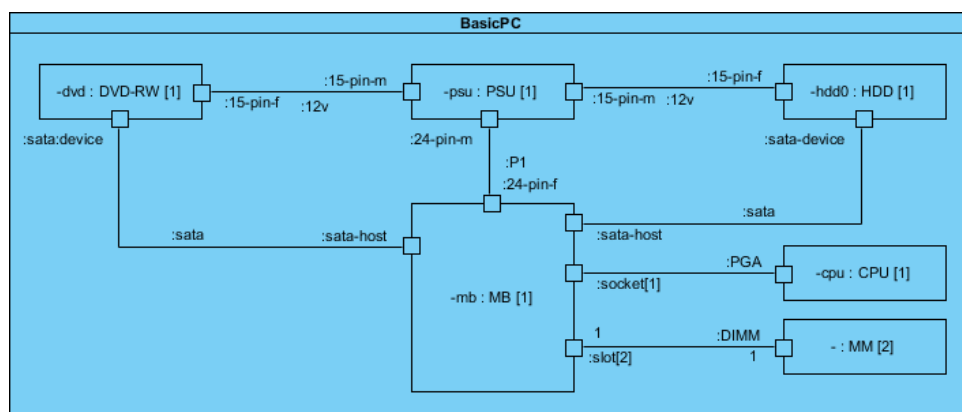 BasicPC
-dvd : DVD-RW [1]
:15-pin-m
:15-pin-f
:12v
-psu : PSU [1]
:15-pin-f
:15-pin-m
:12v
-hdd0 : HDD [1]
:sata:device
:24-pin-m
:sata-device
:P1
:24-pin-f
:sata
:sata-host
:sata
:sata-host
-mb : MB [1]
:PGA
:socket[1]
-cpu : CPU [1]
1
:DIMM
:slot[2]
1
- : MM [2]